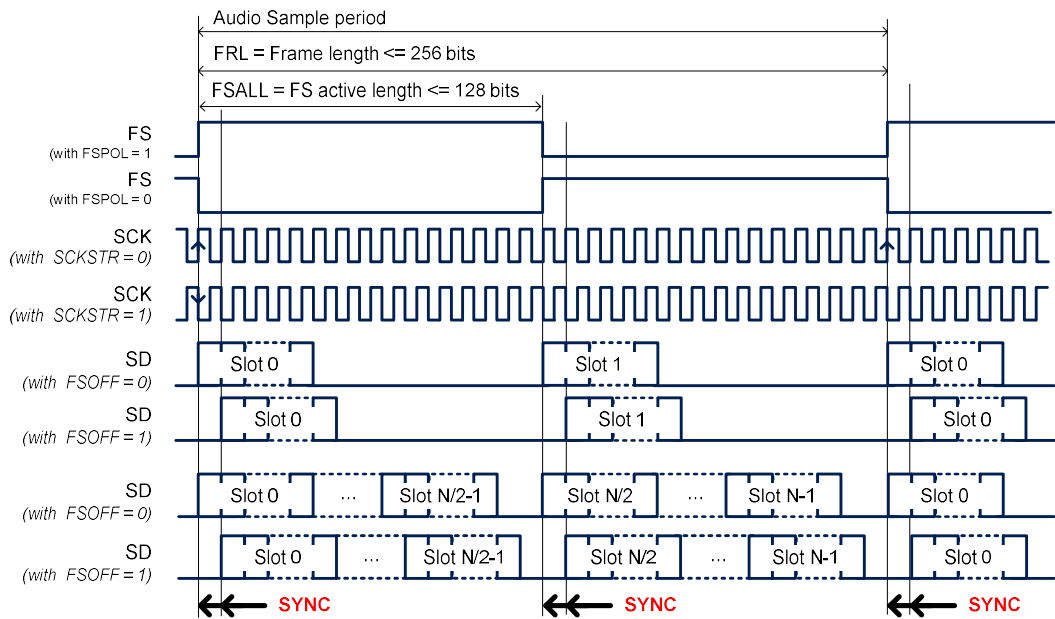 Audio Sample period
FRL = Frame length <= 256 bits
FSALL = FS active length <= 128 bits
FS
(with FSPOL = 1
FS
(with FSPOL = 0
SCK
(with SCKSTR = 0)
SCK
(with SCKSTR = 1)
SD
(with FSOFF = 0)
Slot 0 Slot 1 Slot 0
SD
(with FSOFF = 1)
Slot 0 Slot 1 Slot 0
SD
(with FSOFF = 0)
Slot 0 ... Slot N/2-1 Slot N/2 ... Slot N-1 Slot 0
SD
(with FSOFF = 1)
Slot 0 ... Slot N/2-1 Slot N/2 ... Slot N-1 Slot 0
SYNC SYNC SYNC